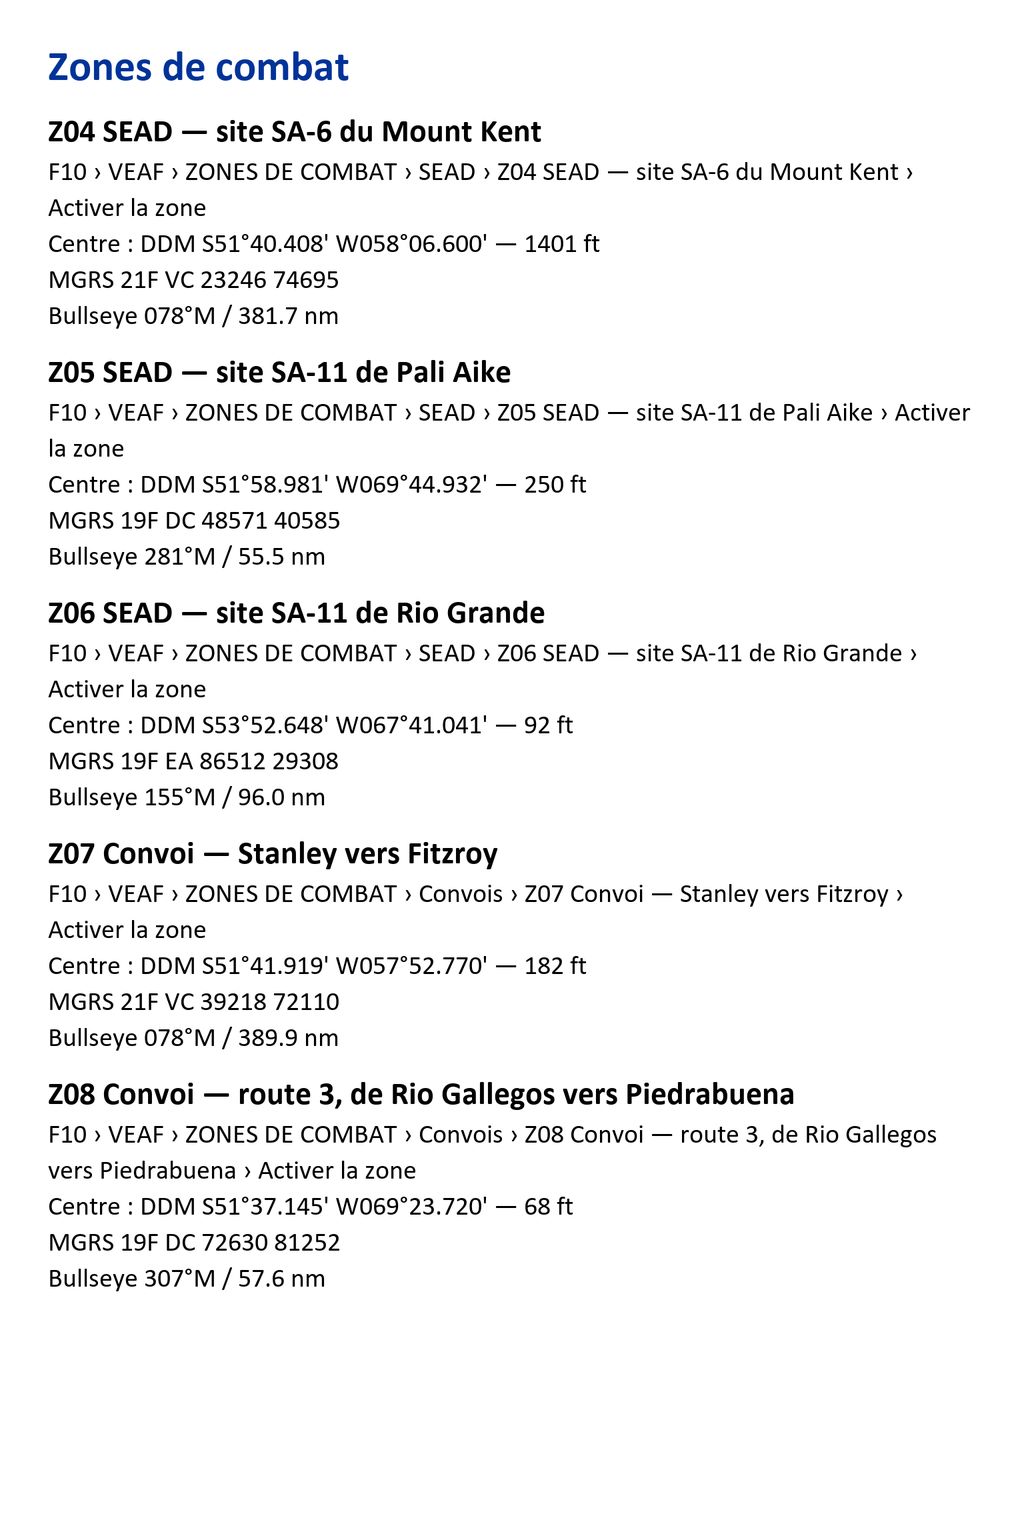 Zones de combat
Z04 SEAD — site SA-6 du Mount Kent
F10 › VEAF › ZONES DE COMBAT › SEAD › Z04 SEAD — site SA-6 du Mount Kent ›
Activer la zone
Centre : DDM S51°40.408' W058°06.600' — 1401 ft
MGRS 21F VC 23246 74695
Bullseye 078°M / 381.7 nm
Z05 SEAD — site SA-11 de Pali Aike
F10 › VEAF › ZONES DE COMBAT › SEAD › Z05 SEAD — site SA-11 de Pali Aike › Activer
la zone
Centre : DDM S51°58.981' W069°44.932' — 250 ft
MGRS 19F DC 48571 40585
Bullseye 281°M / 55.5 nm
Z06 SEAD — site SA-11 de Rio Grande
F10 › VEAF › ZONES DE COMBAT › SEAD › Z06 SEAD — site SA-11 de Rio Grande ›
Activer la zone
Centre : DDM S53°52.648' W067°41.041' — 92 ft
MGRS 19F EA 86512 29308
Bullseye 155°M / 96.0 nm
Z07 Convoi — Stanley vers Fitzroy
F10 › VEAF › ZONES DE COMBAT › Convois › Z07 Convoi — Stanley vers Fitzroy ›
Activer la zone
Centre : DDM S51°41.919' W057°52.770' — 182 ft
MGRS 21F VC 39218 72110
Bullseye 078°M / 389.9 nm
Z08 Convoi — route 3, de Rio Gallegos vers Piedrabuena
F10 › VEAF › ZONES DE COMBAT › Convois › Z08 Convoi — route 3, de Rio Gallegos
vers Piedrabuena › Activer la zone
Centre : DDM S51°37.145' W069°23.720' — 68 ft
MGRS 19F DC 72630 81252
Bullseye 307°M / 57.6 nm